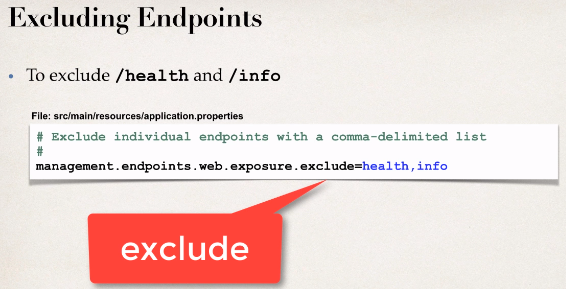 Excluding Endpoints
• To exclude /health and /info
File: src/main/resources/application.properties
# Exclude individual endpoints with a comma-delimited list
#
management.endpoints.web.exposure.exclude=health,info
exclude